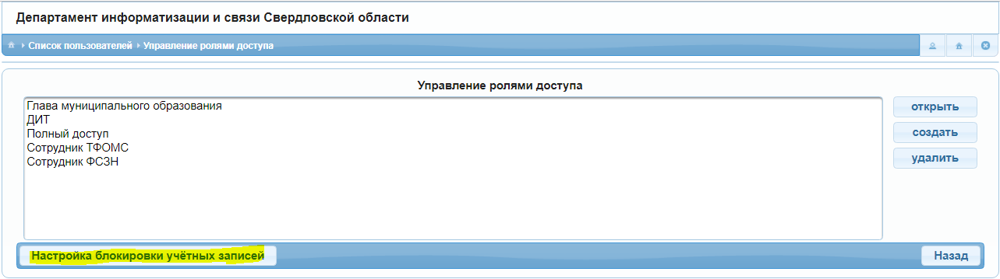 Департамент информатизации и связи Свердловской области
Список пользователей Управление ролями доступа
Управление ролями доступа
Глава муниципального образования
ДИТ
Полный доступ
Сотрудник ТФОМС
Сотрудник ФСЗН
открыть
создать
удалить
Настройка блокировки учётных записей
Назад